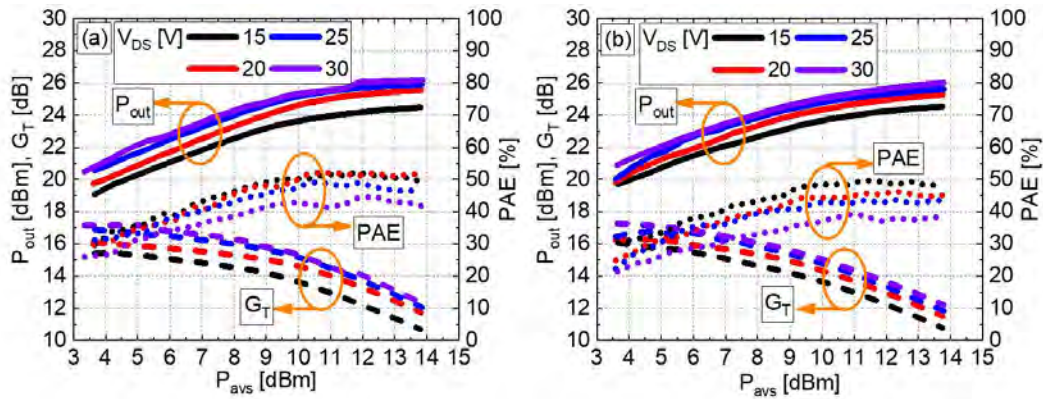 (a) V_DS [V] 15 25
20 30
P_out
PAE
G_T
30
28
26
24
22
20
18
16
14
12
10
P_out [dBm], G_T [dB]
100
90
80
70
60
50
40
30
20
10
0
PAE [%]
3 4 5 6 7 8 9 10 11 12 13 14 15
P_avs [dBm]
(b) V_DS [V] 15 25
20 30
P_out
PAE
G_T
30
28
26
24
22
20
18
16
14
12
10
P_out [dBm], G_T [dB]
100
90
80
70
60
50
40
30
20
10
0
PAE [%]
3 4 5 6 7 8 9 10 11 12 13 14 15
P_avs [dBm]